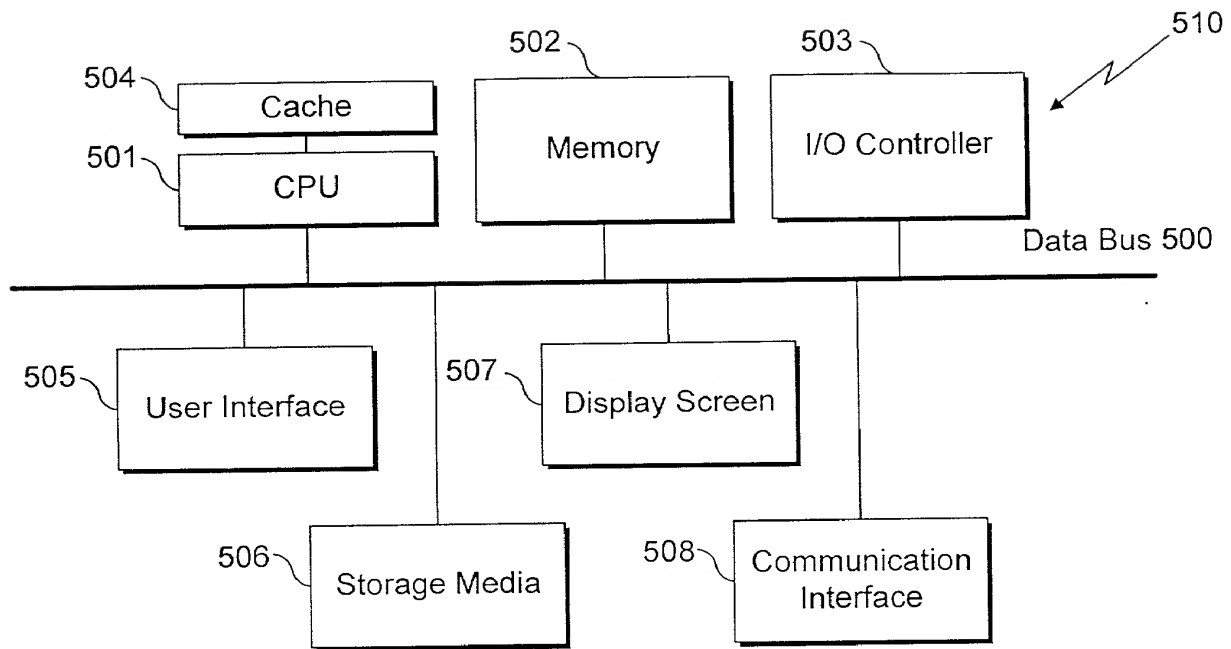 510
502
503
504
Cache
501
CPU
Memory
I/O Controller
Data Bus 500
505
User Interface
507
Display Screen
506
Storage Media
508
Communication
Interface